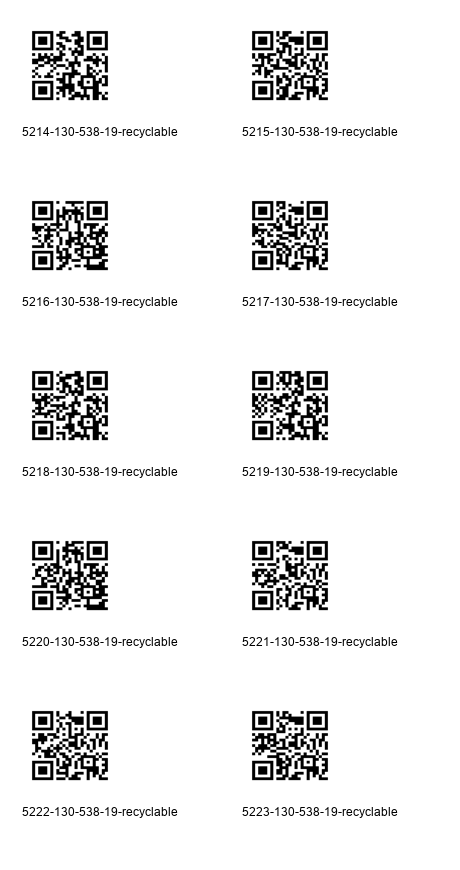 5214-130-538-19-recyclable
5215-130-538-19-recyclable
5216-130-538-19-recyclable
5217-130-538-19-recyclable
5218-130-538-19-recyclable
5219-130-538-19-recyclable
5220-130-538-19-recyclable
5221-130-538-19-recyclable
5222-130-538-19-recyclable
5223-130-538-19-recyclable